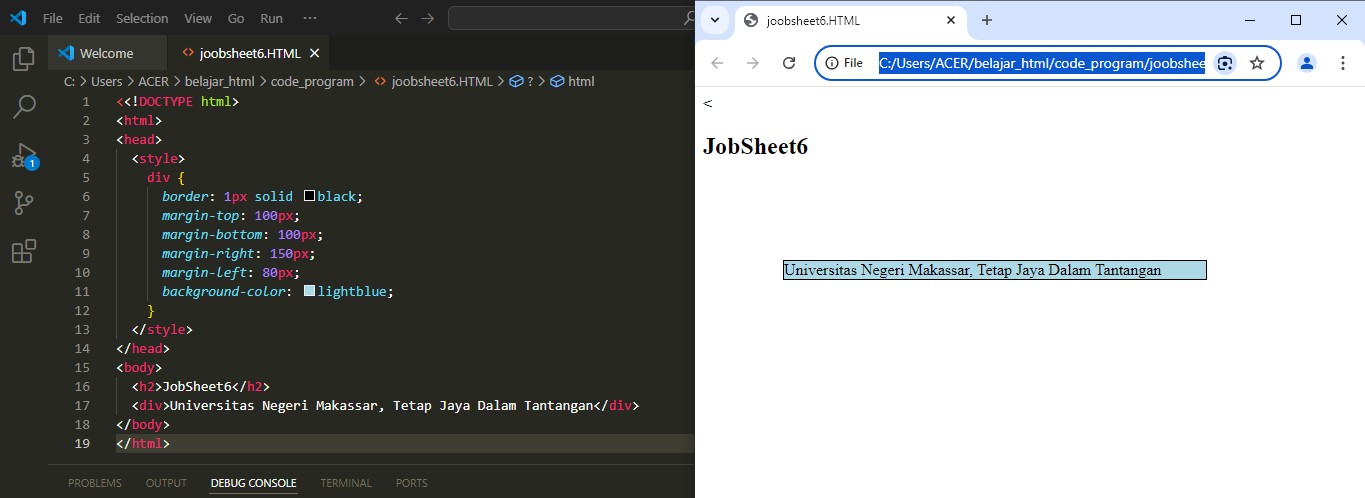 File Edit Selection View Go Run ...
Welcome joobsheet6.HTML
C: > Users > ACER > belajar_html > code_program > joobsheet6.HTML > ? > html
1 <<!DOCTYPE html>
2 <html>
3 <head>
4 <style>
5 div {
6 border: 1px solid black;
7 margin-top: 100px;
8 margin-bottom: 100px;
9 margin-right: 150px;
10 margin-left: 80px;
11 background-color: lightblue;
12 }
13 </style>
14 </head>
15 <body>
16 <h2>JobSheet6</h2>
17 <div>Universitas Negeri Makassar, Tetap Jaya Dalam Tantangan</div>
18 </body>
19 </html>
1
PROBLEMS OUTPUT DEBUG CONSOLE TERMINAL PORTS
joobsheet6.HTML
File C:/Users/ACER/belajar_html/code_program/joobshee
<
JobSheet6
Universitas Negeri Makassar, Tetap Jaya Dalam Tantangan